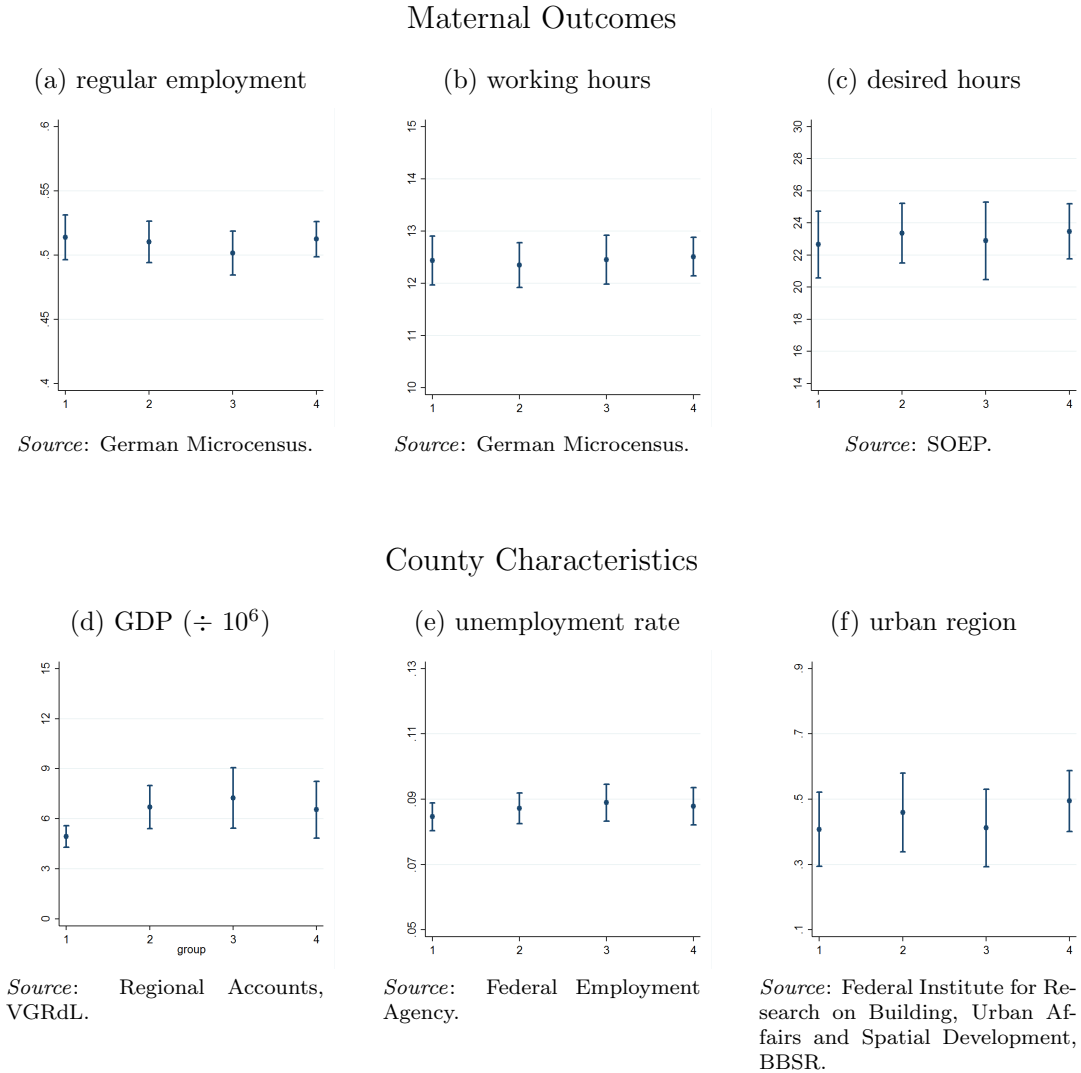 Maternal Outcomes
(a) regular employment
.6
.55
.5
.45
.4
1 2 3 4
Source: German Microcensus.
(b) working hours
15
14
13
12
11
10
1 2 3 4
Source: German Microcensus.
(c) desired hours
30
28
26
24
22
20
18
16
14
1 2 3 4
Source: SOEP.
County Characteristics
(d) GDP (÷ 10⁶)
15
12
9
6
3
0
1 2 3 4
group
Source: Regional Accounts,
VGRdL.
(e) unemployment rate
.13
.11
.09
.07
.05
1 2 3 4
Source: Federal Employment
Agency.
(f) urban region
.9
.7
.5
.3
.1
1 2 3 4
Source: Federal Institute for Re-
search on Building, Urban Af-
fairs and Spatial Development,
BBSR.